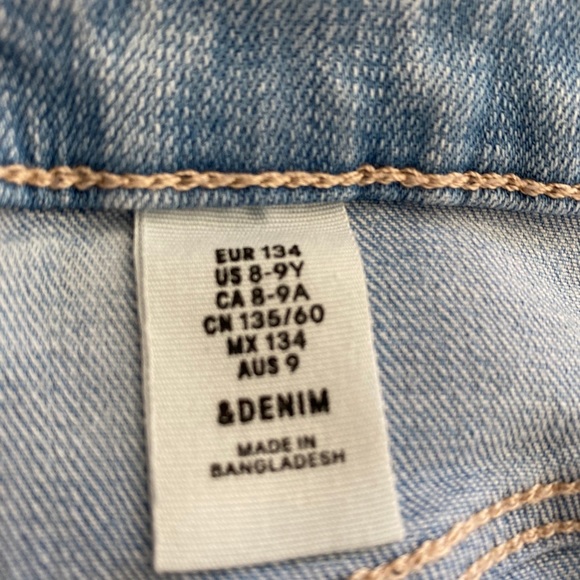 EUR 134
US 8-9Y
CA 8-9A
CN 135/60
MX 134
AUS 9
&DENIM
MADE IN
BANGLADESH